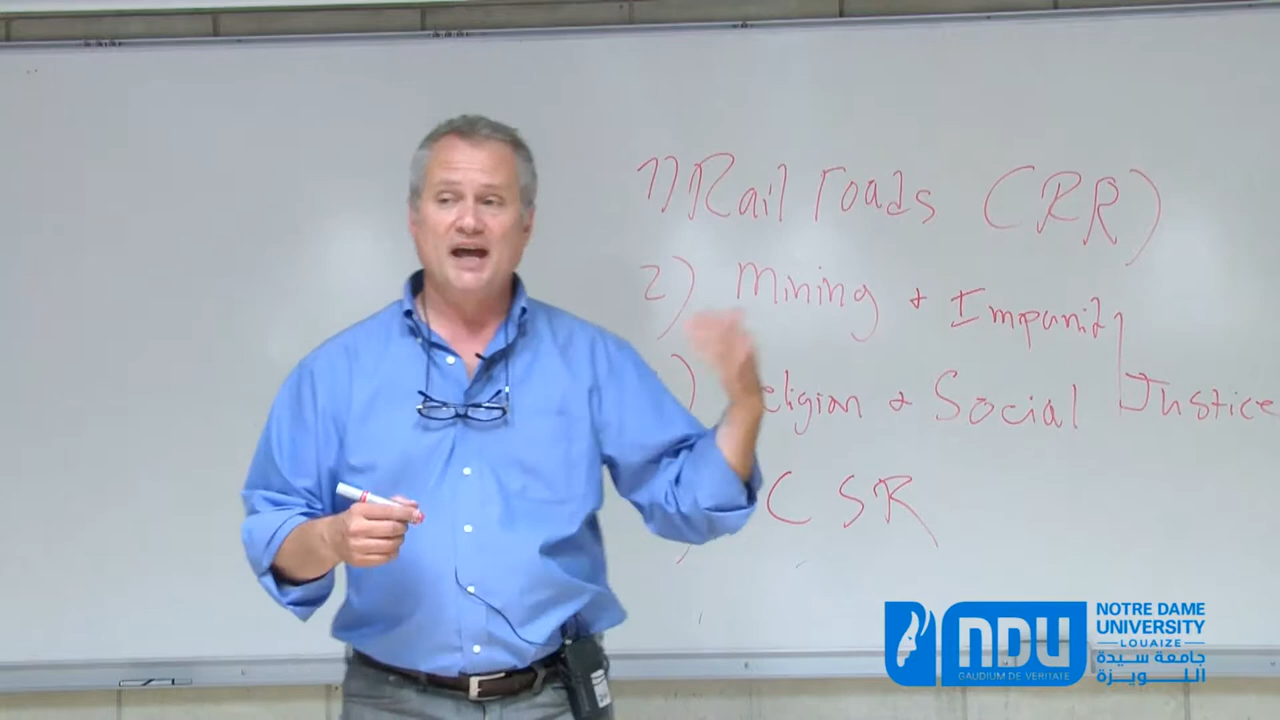 1) Rail roads (RR)
2) Mining + Impunity
) eligian + Social Justice
) CSR
NDU
GAUDIUM DE VERITATE
NOTRE DAME
UNIVERSITY
LOUAIZE
جامعة سيدة
اللويزة